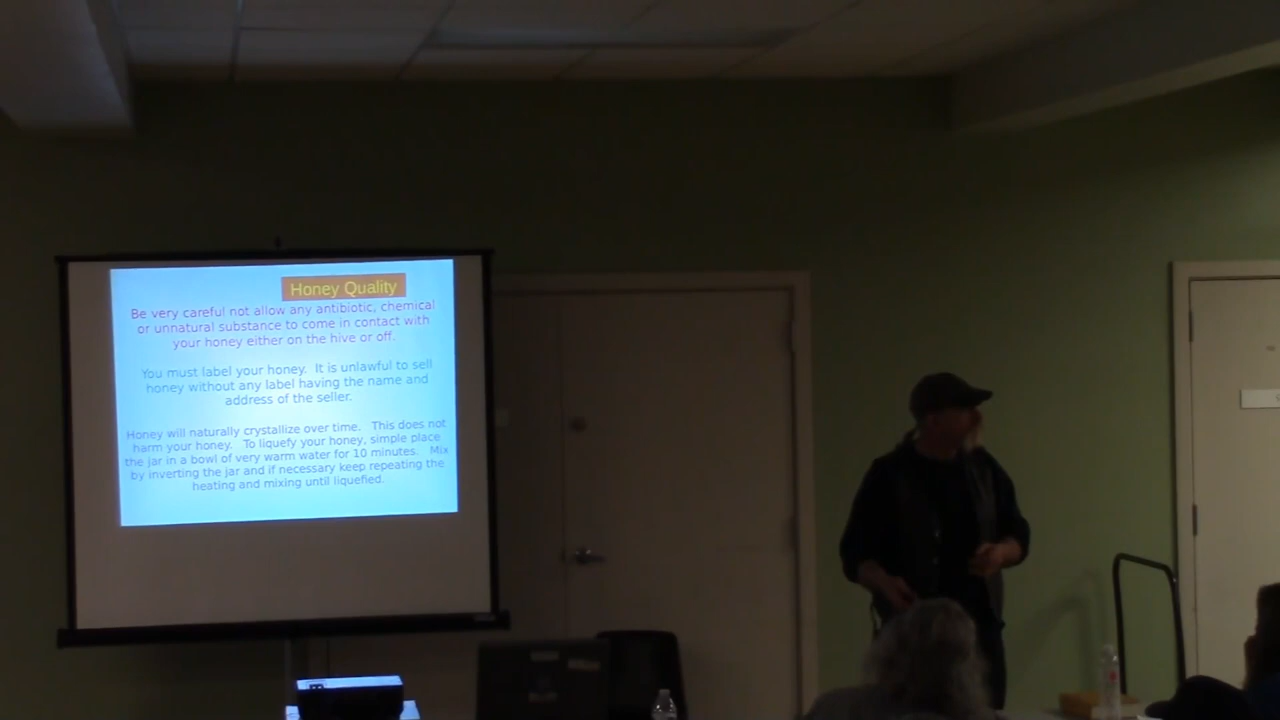 Honey Quality
Be very careful not allow any antibiotic, chemical
or unnatural substance to come in contact with
your honey either on the hive or off.
You must label your honey. It is unlawful to sell
honey without any label having the name and
address of the seller.
Honey will naturally crystallize over time. This does not
harm your honey. To liquefy your honey, simple place
the jar in a bowl of very warm water for 10 minutes. Mix
by inverting the jar and if necessary keep repeating the
heating and mixing until liquefied.